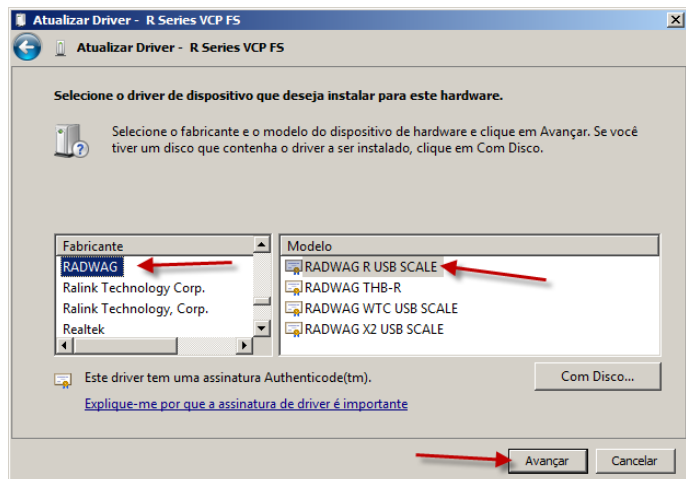 Atualizar Driver - R Series VCP FS
Atualizar Driver - R Series VCP FS
Selecione o driver de dispositivo que deseja instalar para este hardware.
Selecione o fabricante e o modelo do dispositivo de hardware e clique em Avançar. Se você
tiver um disco que contenha o driver a ser instalado, clique em Com Disco.
Fabricante
RADWAG
Ralink Technology Corp.
Ralink Technology, Corp.
Realtek
Modelo
RADWAG R USB SCALE
RADWAG THB-R
RADWAG WTC USB SCALE
RADWAG X2 USB SCALE
Este driver tem uma assinatura Authenticode(tm).
Com Disco...
Explique-me por que a assinatura de driver é importante
Avançar
Cancelar